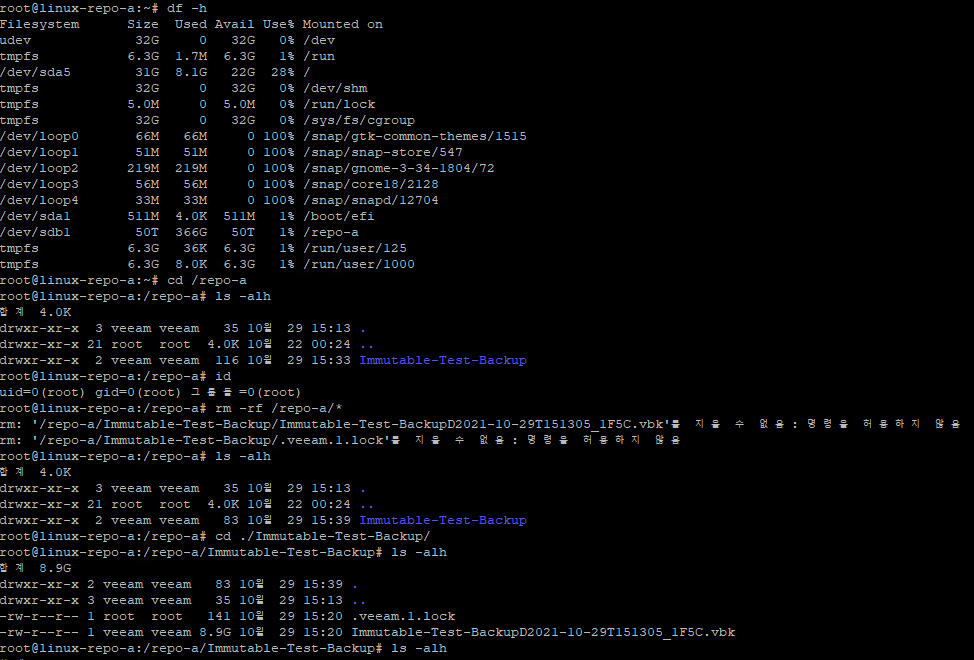 root@linux-repo-a:~# df -h
Filesystem      Size  Used Avail Use% Mounted on
udev             32G     0   32G   0% /dev
tmpfs           6.3G  1.7M  6.3G   1% /run
/dev/sda5        31G  8.1G   22G  28% /
tmpfs            32G     0   32G   0% /dev/shm
tmpfs           5.0M     0  5.0M   0% /run/lock
tmpfs            32G     0   32G   0% /sys/fs/cgroup
/dev/loop0       66M   66M     0 100% /snap/gtk-common-themes/1515
/dev/loop1       51M   51M     0 100% /snap/snap-store/547
/dev/loop2      219M  219M     0 100% /snap/gnome-3-34-1804/72
/dev/loop3       56M   56M     0 100% /snap/core18/2128
/dev/loop4       33M   33M     0 100% /snap/snapd/12704
/dev/sda1       511M  4.0K  511M   1% /boot/efi
/dev/sdb1        50T  366G   50T   1% /repo-a
tmpfs           6.3G   36K  6.3G   1% /run/user/125
tmpfs           6.3G  8.0K  6.3G   1% /run/user/1000
root@linux-repo-a:~# cd /repo-a
root@linux-repo-a:/repo-a# ls -alh
합계 4.0K
drwxr-xr-x  3 veeam veeam   35 10월  29 15:13 .
drwxr-xr-x 21 root  root  4.0K 10월  22 00:24 ..
drwxr-xr-x  2 veeam veeam  116 10월  29 15:33 Immutable-Test-Backup
root@linux-repo-a:/repo-a# id
uid=0(root) gid=0(root) 그룹들=0(root)
root@linux-repo-a:/repo-a# rm -rf /repo-a/*
rm: '/repo-a/Immutable-Test-Backup/Immutable-Test-BackupD2021-10-29T151305_1F5C.vbk'를 지울 수 없음: 명령을 허용하지 않음
rm: '/repo-a/Immutable-Test-Backup/.veeam.1.lock'를 지울 수 없음: 명령을 허용하지 않음
root@linux-repo-a:/repo-a# ls -alh
합계 4.0K
drwxr-xr-x  3 veeam veeam   35 10월  29 15:13 .
drwxr-xr-x 21 root  root  4.0K 10월  22 00:24 ..
drwxr-xr-x  2 veeam veeam   83 10월  29 15:39 Immutable-Test-Backup
root@linux-repo-a:/repo-a# cd ./Immutable-Test-Backup/
root@linux-repo-a:/repo-a/Immutable-Test-Backup# ls -alh
합계 8.9G
drwxr-xr-x 2 veeam veeam   83 10월  29 15:39 .
drwxr-xr-x 3 veeam veeam   35 10월  29 15:13 ..
-rw-r--r-- 1 root  root   141 10월  29 15:20 .veeam.1.lock
-rw-r--r-- 1 veeam veeam 8.9G 10월  29 15:20 Immutable-Test-BackupD2021-10-29T151305_1F5C.vbk
root@linux-repo-a:/repo-a/Immutable-Test-Backup# ls -alh